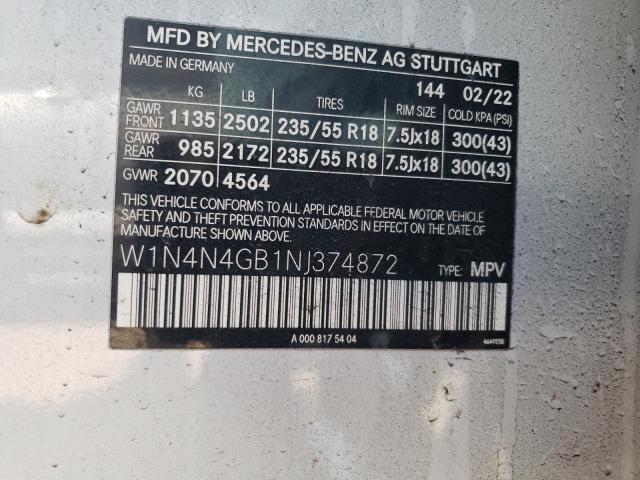 MFD BY MERCEDES-BENZ AG STUTTGART
MADE IN GERMANY 144 02/22
KG LB TIRES RIM SIZE COLD KPA(PSI)
GAWR FRONT 1135 2502 235/55 R18 7.5Jx18 300(43)
GAWR REAR 985 2172 235/55 R18 7.5Jx18 300(43)
GVWR 2070 4564
THIS VEHICLE CONFORMS TO ALL APPLICABLE FEDERAL MOTOR VEHICLE
SAFETY AND THEFT PREVENTION STANDARDS IN EFFECT ON THE DATE OF
MANUFACTURE SHOWN ABOVE.
W1N4N4GB1NJ374872 TYPE: MPV
A 000 817 54 04 4649558